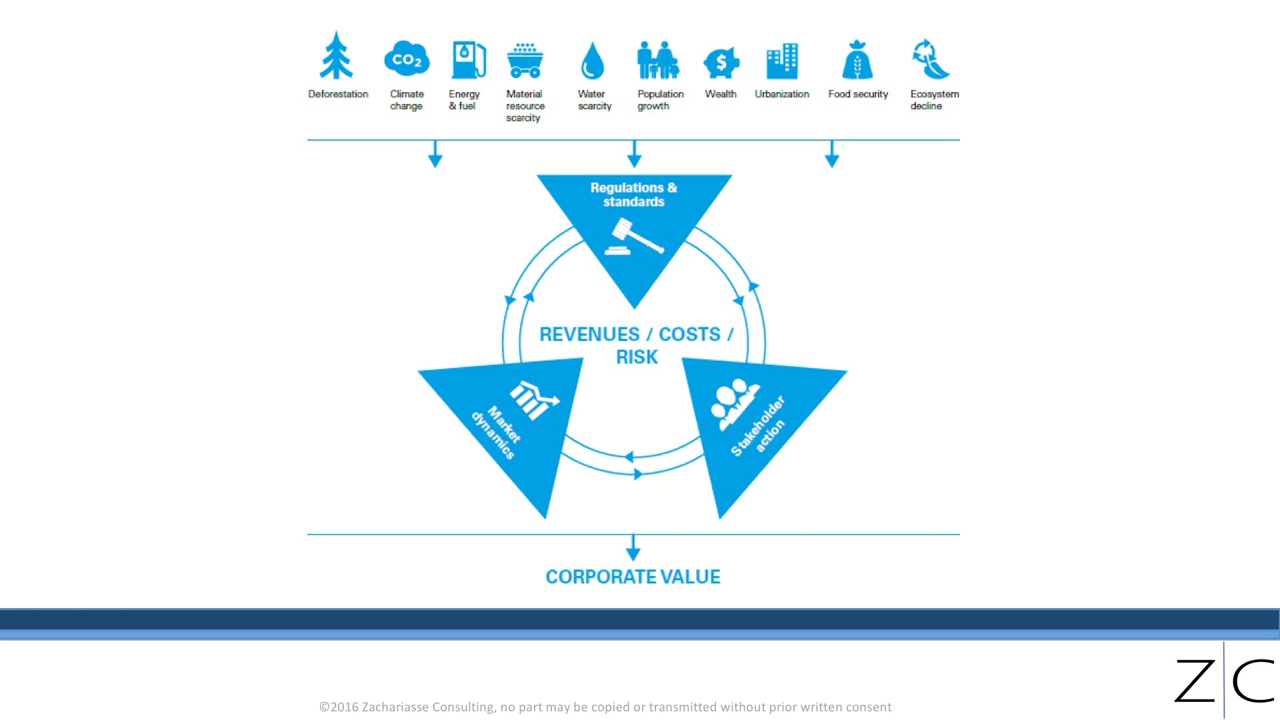 CO2
$
Deforestation
Climate
change
Energy
& fuel
Material
resource
scarcity
Water
scarcity
Population
growth
Wealth
Urbanization
Food security
Ecosystem
decline
Regulations &
standards
REVENUES / COSTS /
RISK
Market
dynamics
Stakeholder
action
CORPORATE VALUE
ZC
©2016 Zachariasse Consulting, no part may be copied or transmitted without prior written consent